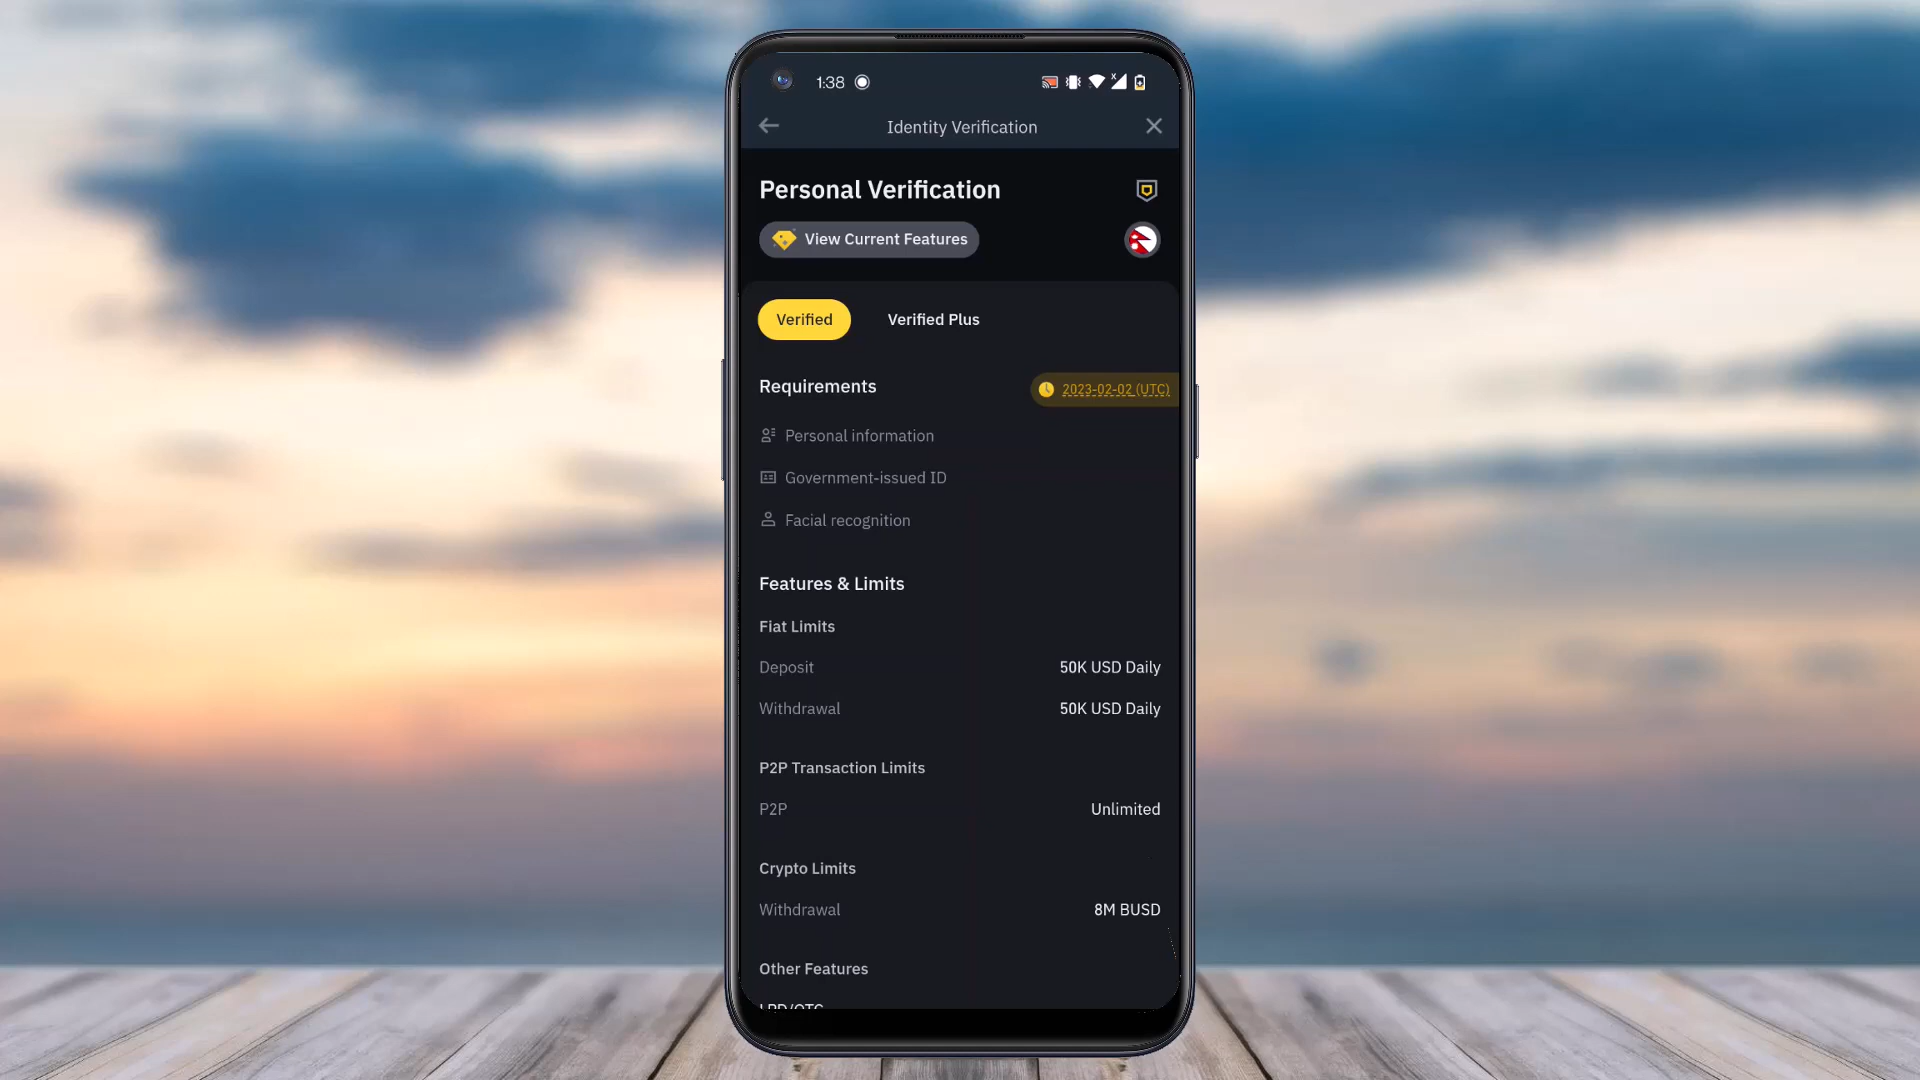 1:38
Identity Verification
Personal Verification
View Current Features
Verified Verified Plus
Requirements 2023-02-02 (UTC)
Personal information
Government-issued ID
Facial recognition
Features & Limits
Fiat Limits
Deposit 50K USD Daily
Withdrawal 50K USD Daily
P2P Transaction Limits
P2P Unlimited
Crypto Limits
Withdrawal 8M BUSD
Other Features